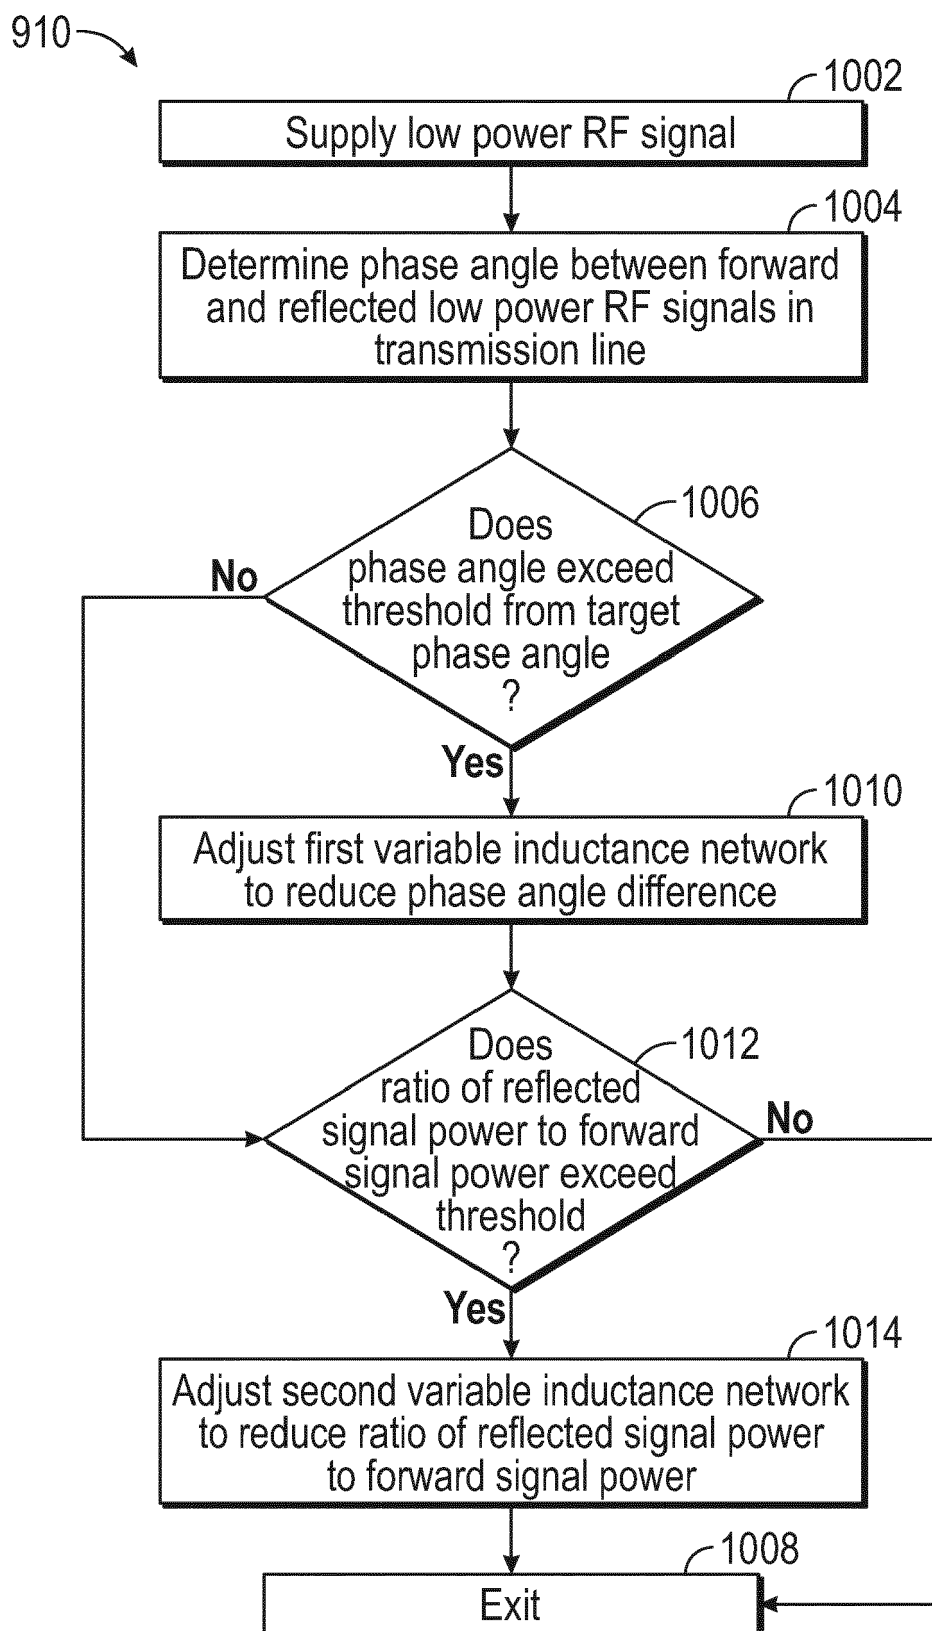 910
1002
Supply low power RF signal
1004
Determine phase angle between forward
and reflected low power RF signals in
transmission line
1006
Does
phase angle exceed
threshold from target
phase angle
?
No
Yes
1010
Adjust first variable inductance network
to reduce phase angle difference
1012
Does
ratio of reflected
signal power to forward
signal power exceed
threshold
?
No
Yes
1014
Adjust second variable inductance network
to reduce ratio of reflected signal power
to forward signal power
1008
Exit